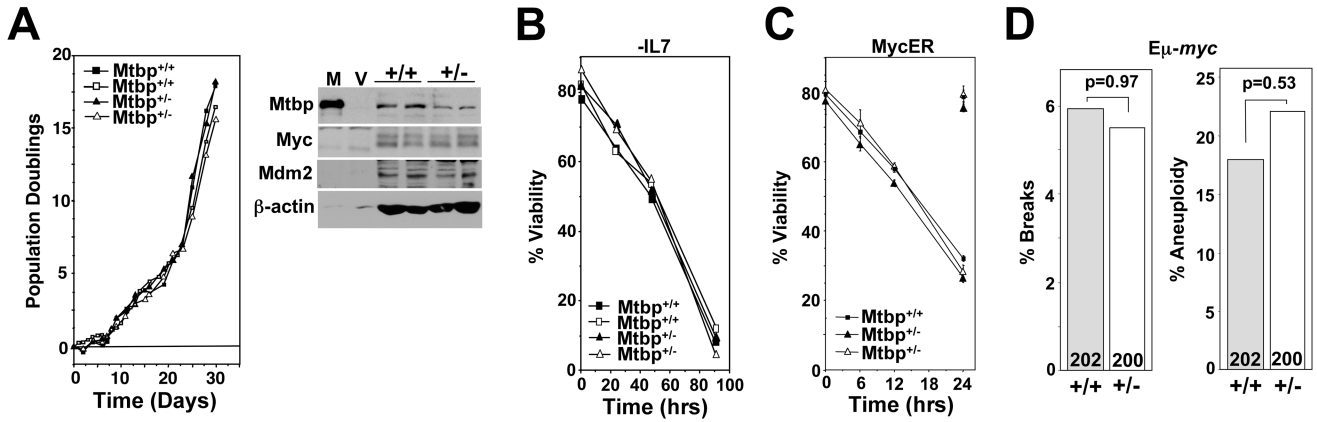 A
Population Doublings
20
15
10
5
0
Mtbp+/+
Mtbp+/+
Mtbp+/-
Mtbp+/-
0 10 20 30
Time (Days)
M V +/+ +/-
Mtbp
Myc
Mdm2
β-actin
B
-IL7
% Viability
80
60
40
20
0
Mtbp+/+
Mtbp+/+
Mtbp+/-
Mtbp+/-
0 20 40 60 80 100
Time (hrs)
C
MycER
% Viability
80
60
40
20
0
Mtbp+/+
Mtbp+/-
Mtbp+/-
0 6 12 18 24
Time (hrs)
D
Eμ-myc
% Breaks
6
4
2
0
p=0.97
202 200
+/+ +/-
% Aneuploidy
25
20
15
10
5
0
p=0.53
202 200
+/+ +/-